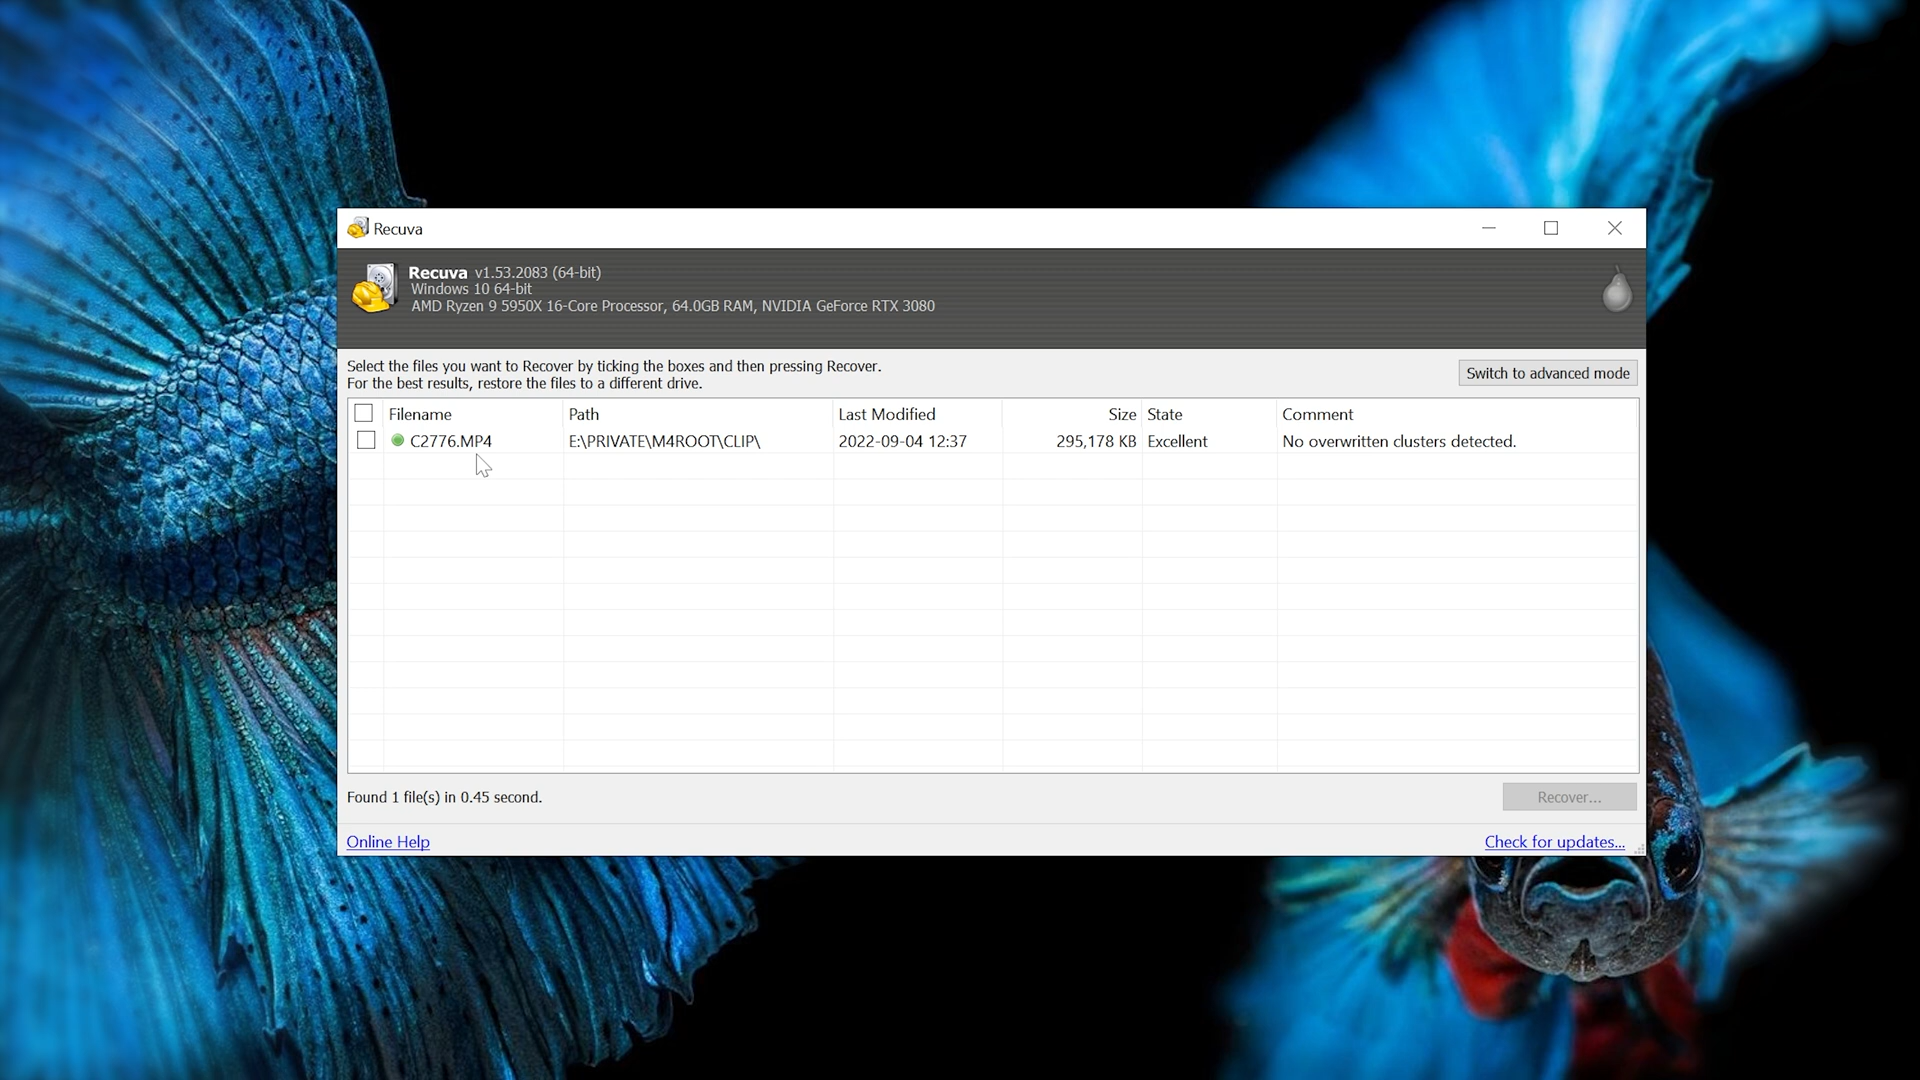 Recuva
Recuva v1.53.2083 (64-bit)
Windows 10 64-bit
AMD Ryzen 9 5950X 16-Core Processor, 64.0GB RAM, NVIDIA GeForce RTX 3080
Select the files you want to Recover by ticking the boxes and then pressing Recover.
For the best results, restore the files to a different drive.
Switch to advanced mode
Filename Path Last Modified Size State Comment
C2776.MP4 E:\PRIVATE\M4ROOT\CLIP\ 2022-09-04 12:37 295,178 KB Excellent No overwritten clusters detected.
Found 1 file(s) in 0.45 second.
Recover...
Online Help
Check for updates...